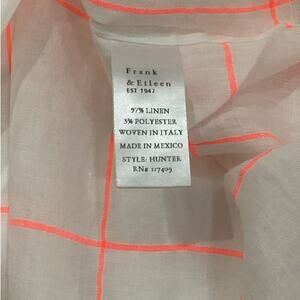 Frank
& Eileen
EST 1947
97% LINEN
3% POLYESTER
WOVEN IN ITALY
MADE IN MEXICO
STYLE: HUNTER
RN# 117409